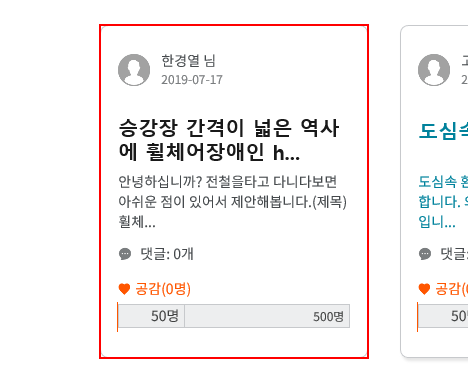 한경열 님
2019-07-17
승강장 간격이 넓은 역사
에 휠체어장애인 h...
안녕하십니까? 전철을타고 다니다보면
아쉬운 점이 있어서 제안해봅니다.(제목)
휠체...
댓글: 0개
공감(0명)
50명
500명
도심속
도심속
합니다.
입니...
댓글:
공감(0명